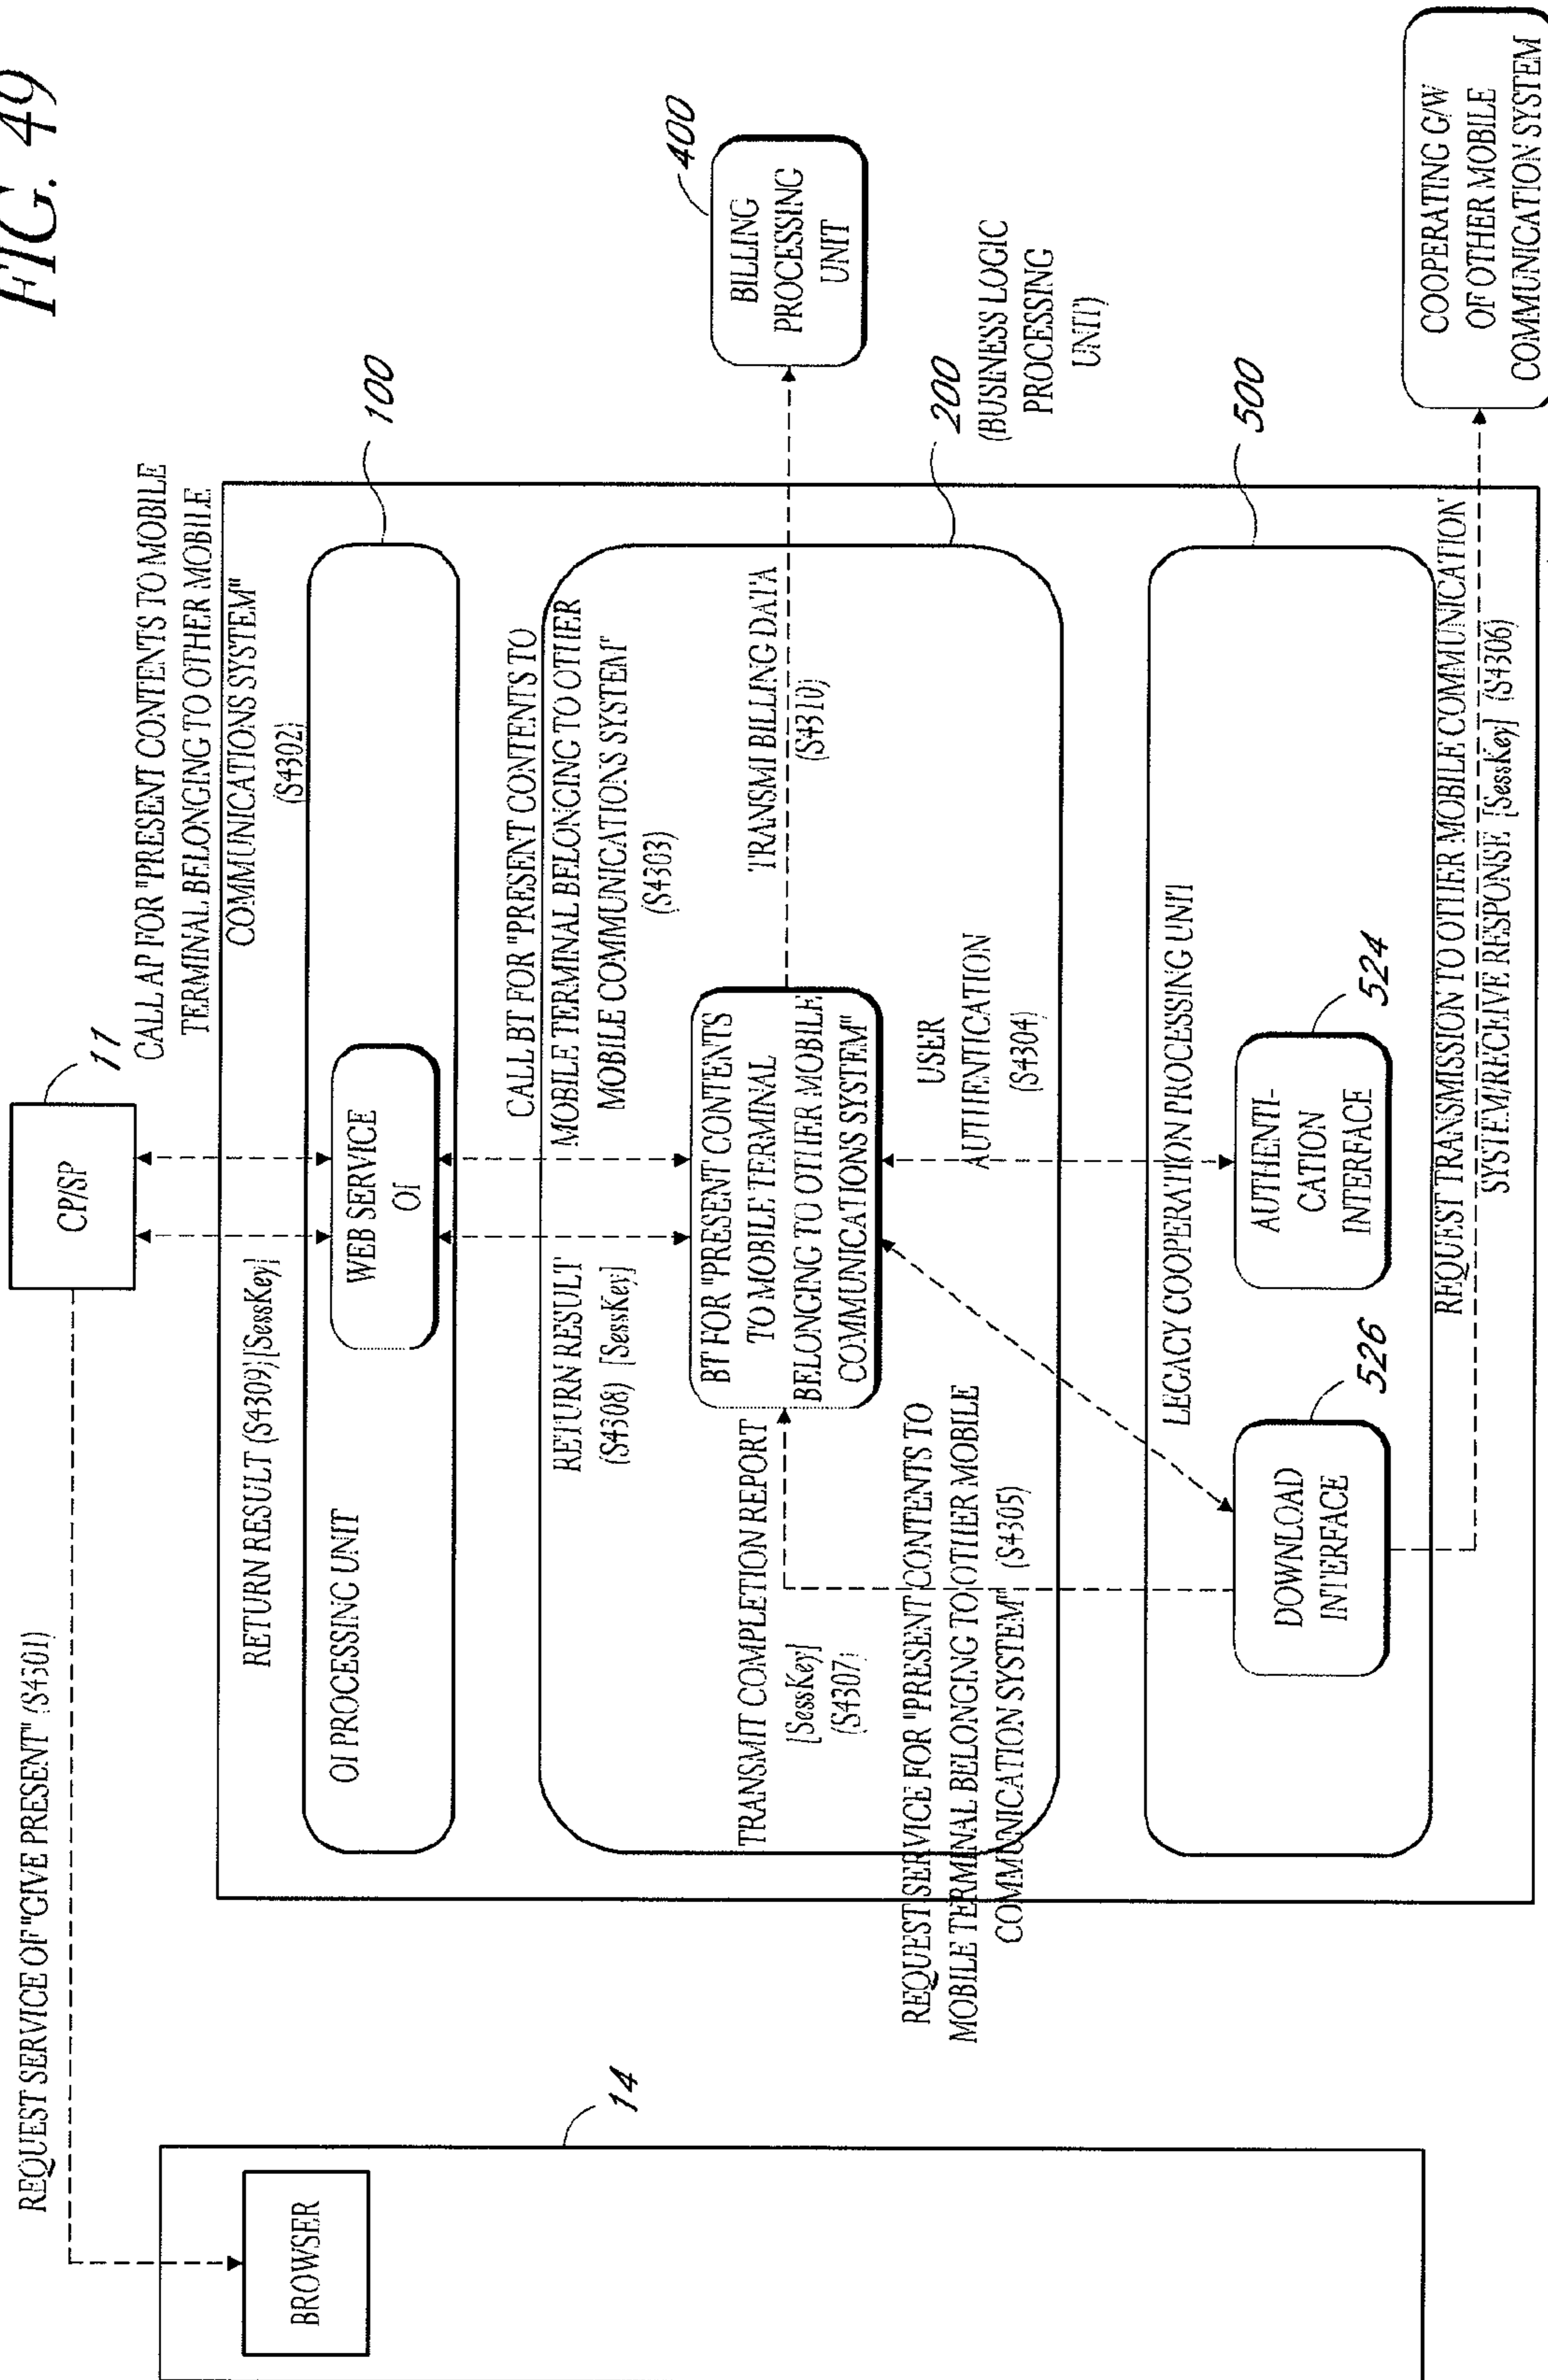 FIG. 49
REQUEST SERVICE OF "GIVE PRESENT" (S4301)
CP/SP
11
CALL AP FOR "PRESENT CONTENTS TO MOBILE
TERMINAL BELONGING TO OTHER MOBILE
COMMUNICATIONS SYSTEM"
(S4302)
RETURN RESULT (S4309)[SessKey]
BROWSER
14
OI PROCESSING UNIT
WEB SERVICE
OI
100
RETURN RESULT
(S4308) [SessKey]
CALL BT FOR "PRESENT CONTENTS TO
MOBILE TERMINAL BELONGING TO OTHER
MOBILE COMMUNICATIONS SYSTEM"
(S4303)
TRANSMIT COMPLETION REPORT
[SessKey]
(S4307)
BT FOR "PRESENT CONTENTS
TO MOBILE TERMINAL
BELONGING TO OTHER MOBILE
COMMUNICATIONS SYSTEM"
TRANSMI BILLING DATA
(S4310)
400
BILLING
PROCESSING
UNIT
200
(BUSINESS LOGIC
PROCESSING
UNIT)
REQUEST SERVICE FOR "PRESENT CONTENTS TO
MOBILE TERMINAL BELONGING TO OTHER MOBILE
COMMUNICATION SYSTEM" (S4305)
USER
AUTHENTICATION
(S4304)
LEGACY COOPERATION PROCESSING UNIT
500
DOWNLOAD
INTERFACE
526
AUTHENTI-
CATION
INTERFACE
524
REQUEST TRANSMISSION TO OTHER MOBILE COMMUNICATION
SYSTEM/RECEIVE RESPONSE [SessKey] (S4306)
COOPERATING G/W
OF OTHER MOBILE
COMMUNICATION SYSTEM